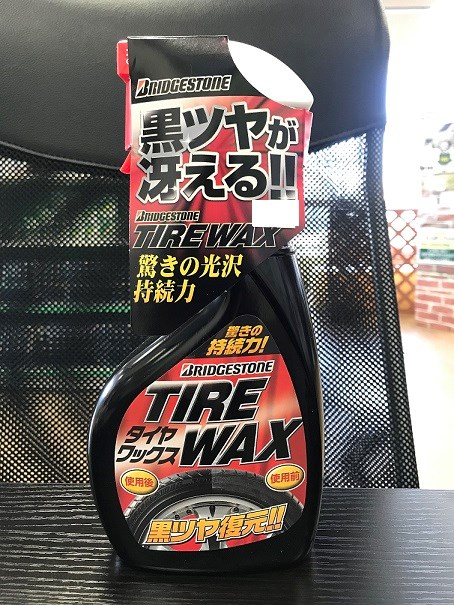 BRIDGESTONE
黒ツヤが
冴える!!
BRIDGESTONE
TIRE WAX
驚きの光沢
持続力
驚きの
持続力!
BRIDGESTONE
TIRE
タイヤ
ワックス
WAX
使用後
使用前
黒ツヤ復元!!